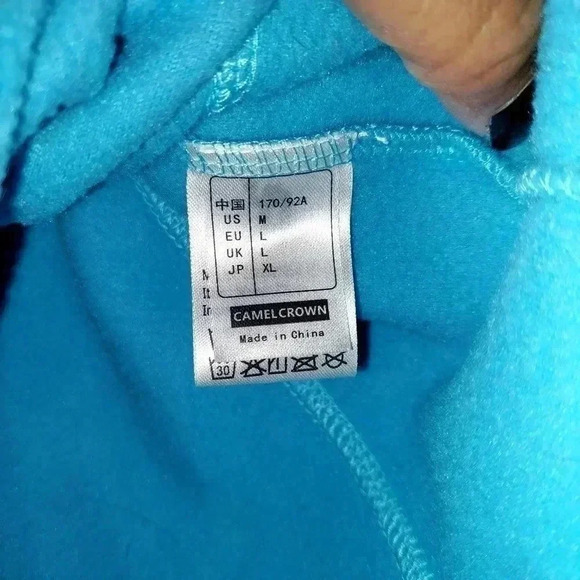 中国 170/92A
US M
EU L
UK L
JP XL
CAMELCROWN
Made in China
30